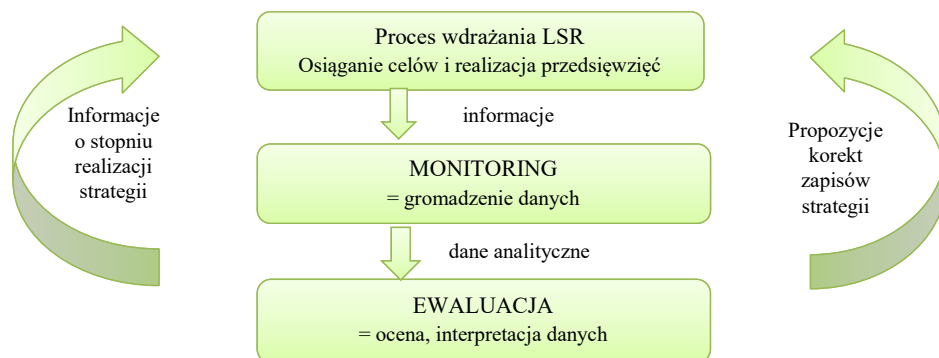 Proces wdrażania LSR
Osiąganie celów i realizacja przedsięwzięć
informacje
Informacje
o stopniu
realizacji
strategii
Propozycje
korekt
zapisów
strategii
MONITORING
= gromadzenie danych
dane analityczne
EWALUACJA
= ocena, interpretacja danych